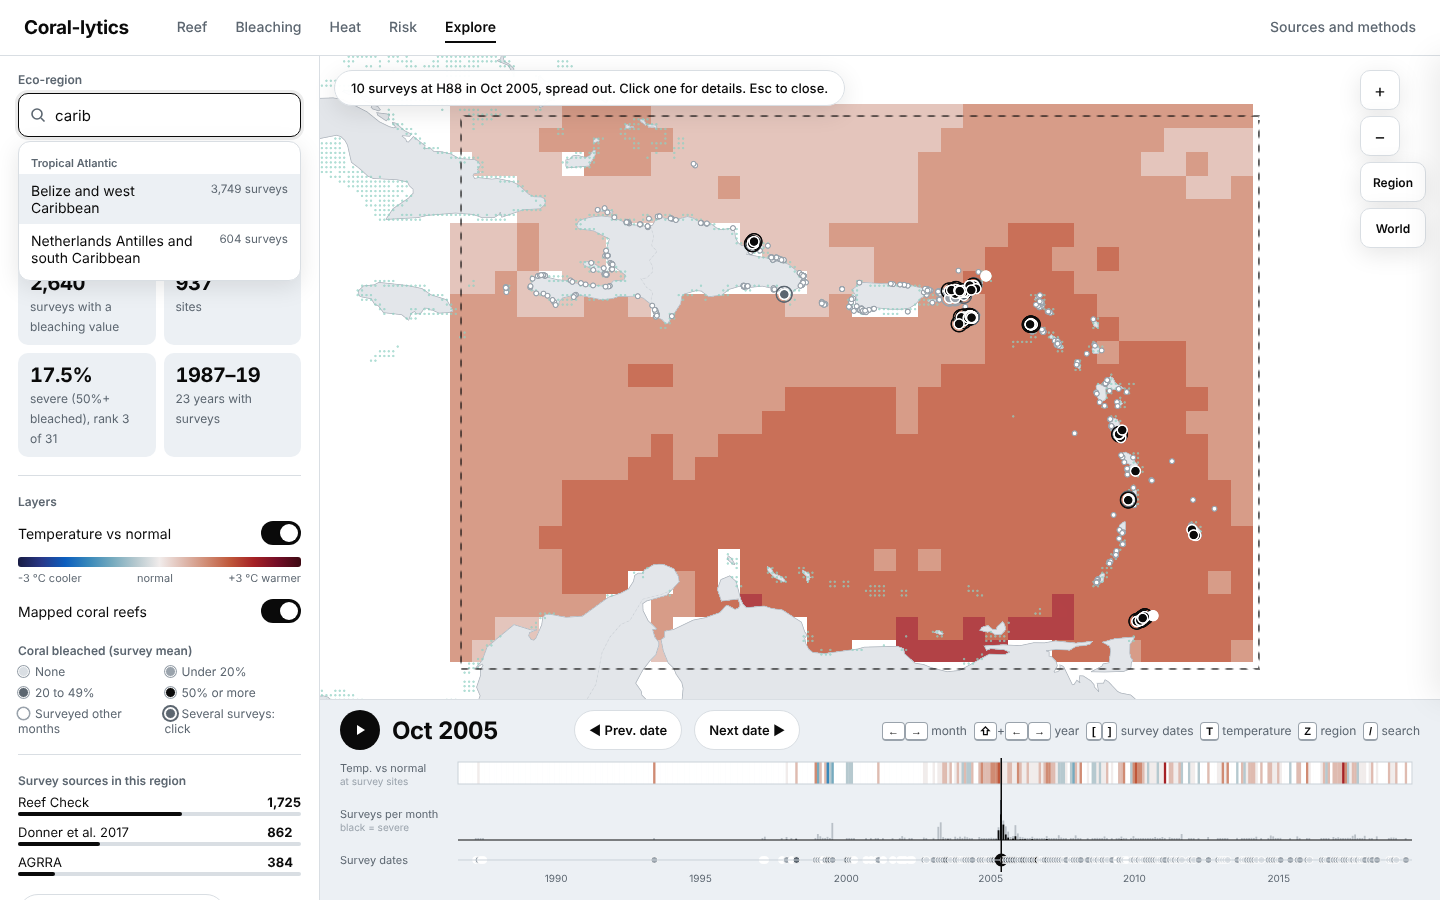 Coral-lytics
Reef
Bleaching
Heat
Risk
Explore
Sources and methods
Eco-region
carib
Tropical Atlantic
Belize and west
Caribbean
3,749 surveys
Netherlands Antilles and
south Caribbean
604 surveys
2,640
surveys with a
bleaching value
937
sites
17.5%
severe (50%+
bleached), rank 3
of 31
1987–19
23 years with
surveys
Layers
Temperature vs normal
-3 °C cooler
normal
+3 °C warmer
Mapped coral reefs
Coral bleached (survey mean)
None
Under 20%
20 to 49%
50% or more
Surveyed other
months
Several surveys:
click
Survey sources in this region
Reef Check
1,725
Donner et al. 2017
862
AGRRA
384
10 surveys at H88 in Oct 2005, spread out. Click one for details. Esc to close.
+
−
Region
World
Oct 2005
◀ Prev. date
Next date ▶
← → month
⇧ + ← → year
[ ] survey dates
T temperature
Z region
/ search
Temp. vs normal
at survey sites
Surveys per month
black = severe
Survey dates
1990
1995
2000
2005
2010
2015